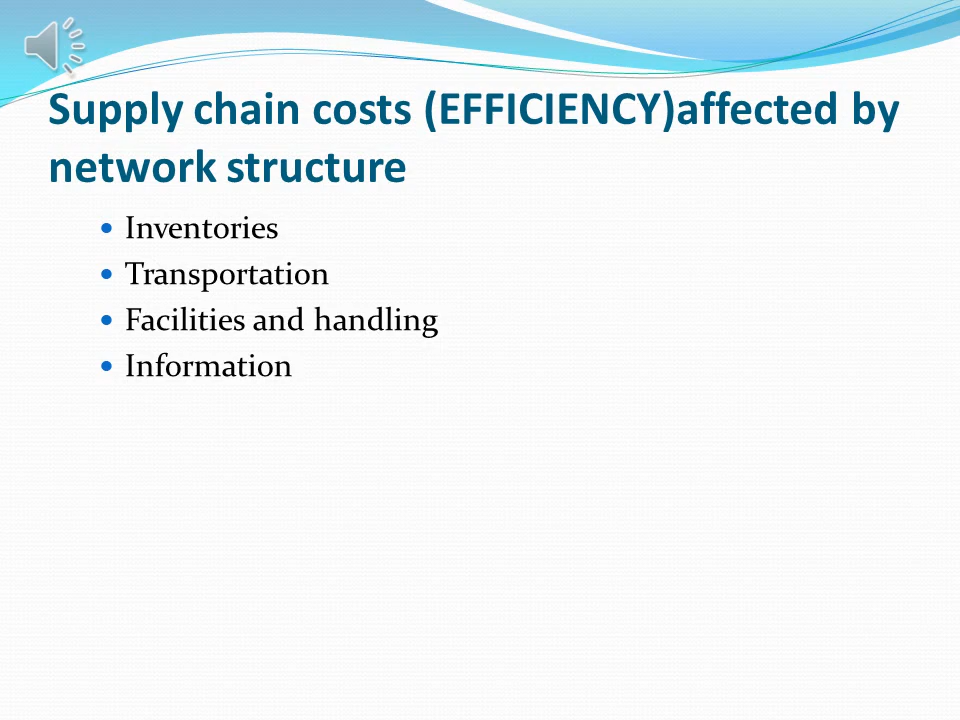 Supply chain costs (EFFICIENCY)affected by
network structure
• Inventories
• Transportation
• Facilities and handling
• Information